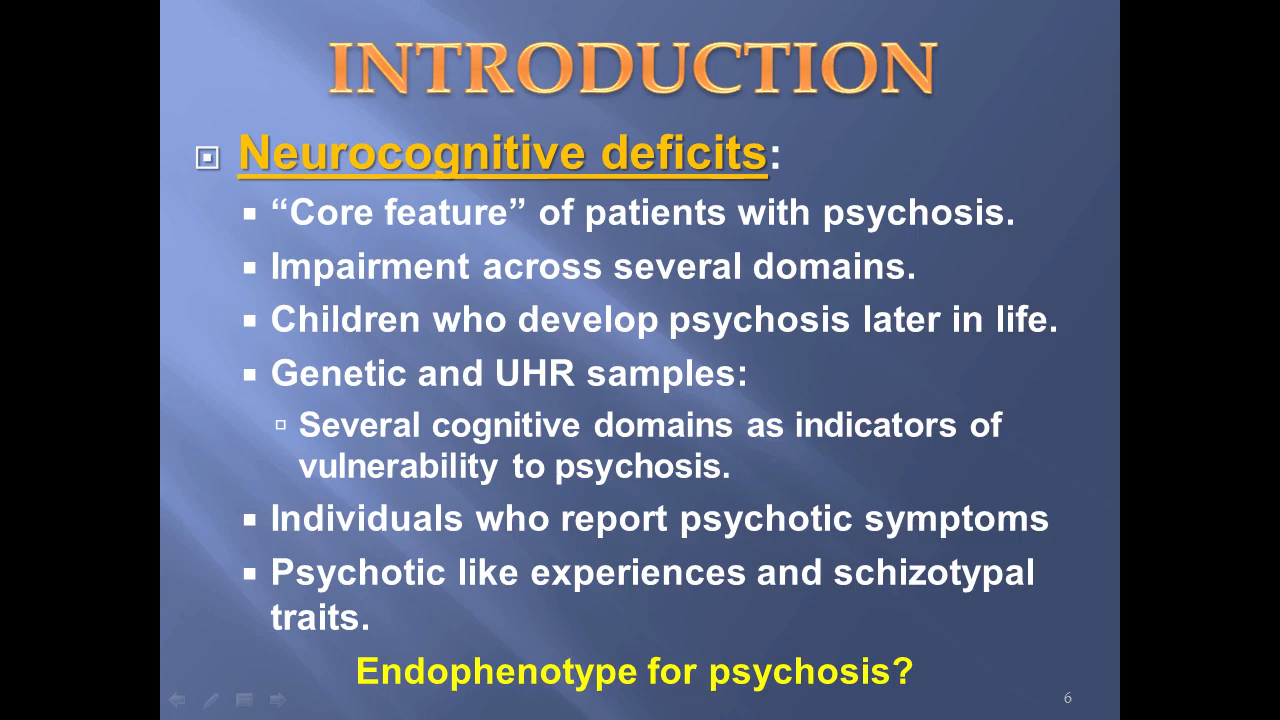 INTRODUCTION
Neurocognitive deficits:
“Core feature” of patients with psychosis.
Impairment across several domains.
Children who develop psychosis later in life.
Genetic and UHR samples:
Several cognitive domains as indicators of
vulnerability to psychosis.
Individuals who report psychotic symptoms
Psychotic like experiences and schizotypal
traits.
Endophenotype for psychosis?
6